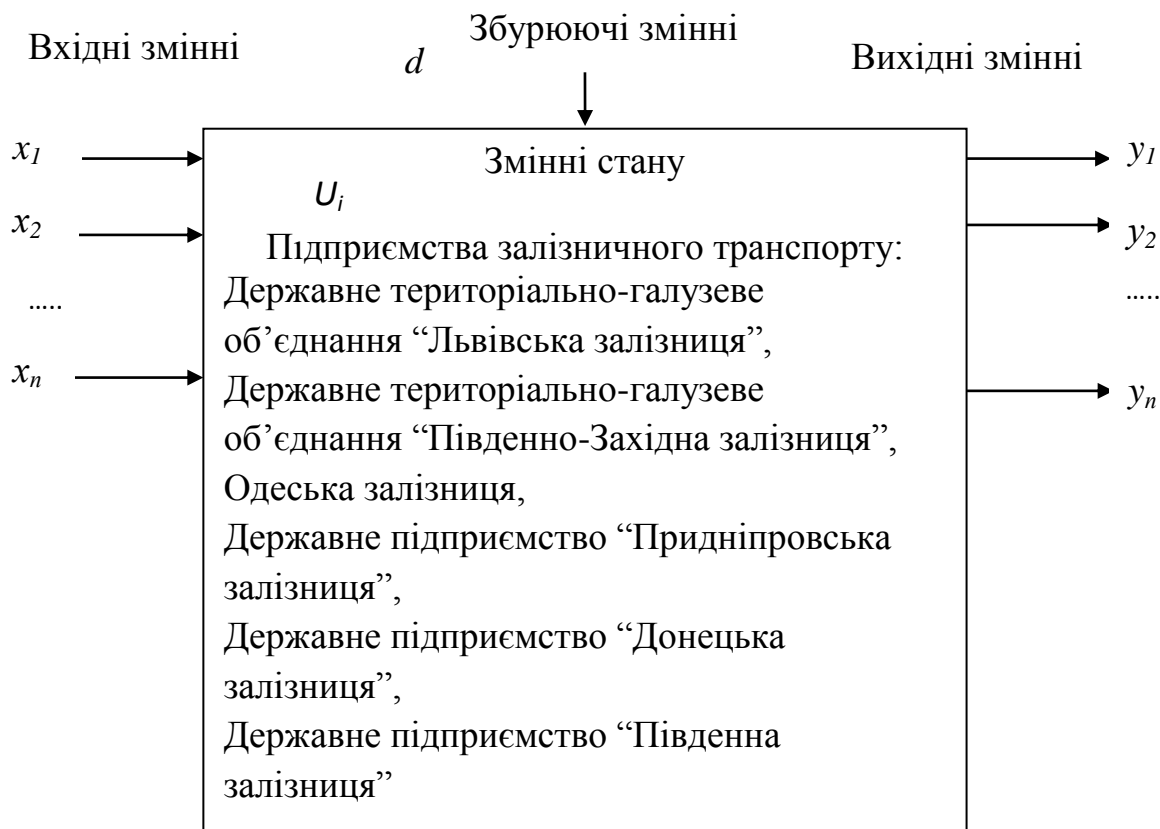 Вхідні змінні
Збурюючі змінні
d
Вихідні змінні
x1
Змінні стану
y1
Ui
x2
y2
Підприємства залізничного транспорту:
Державне територіально-галузеве
.....
.....
об’єднання “Львівська залізниця”,
xn
Державне територіально-галузеве
yn
об’єднання “Південно-Західна залізниця”,
Одеська залізниця,
Державне підприємство “Придніпровська
залізниця”,
Державне підприємство “Донецька
залізниця”,
Державне підприємство “Південна
залізниця”